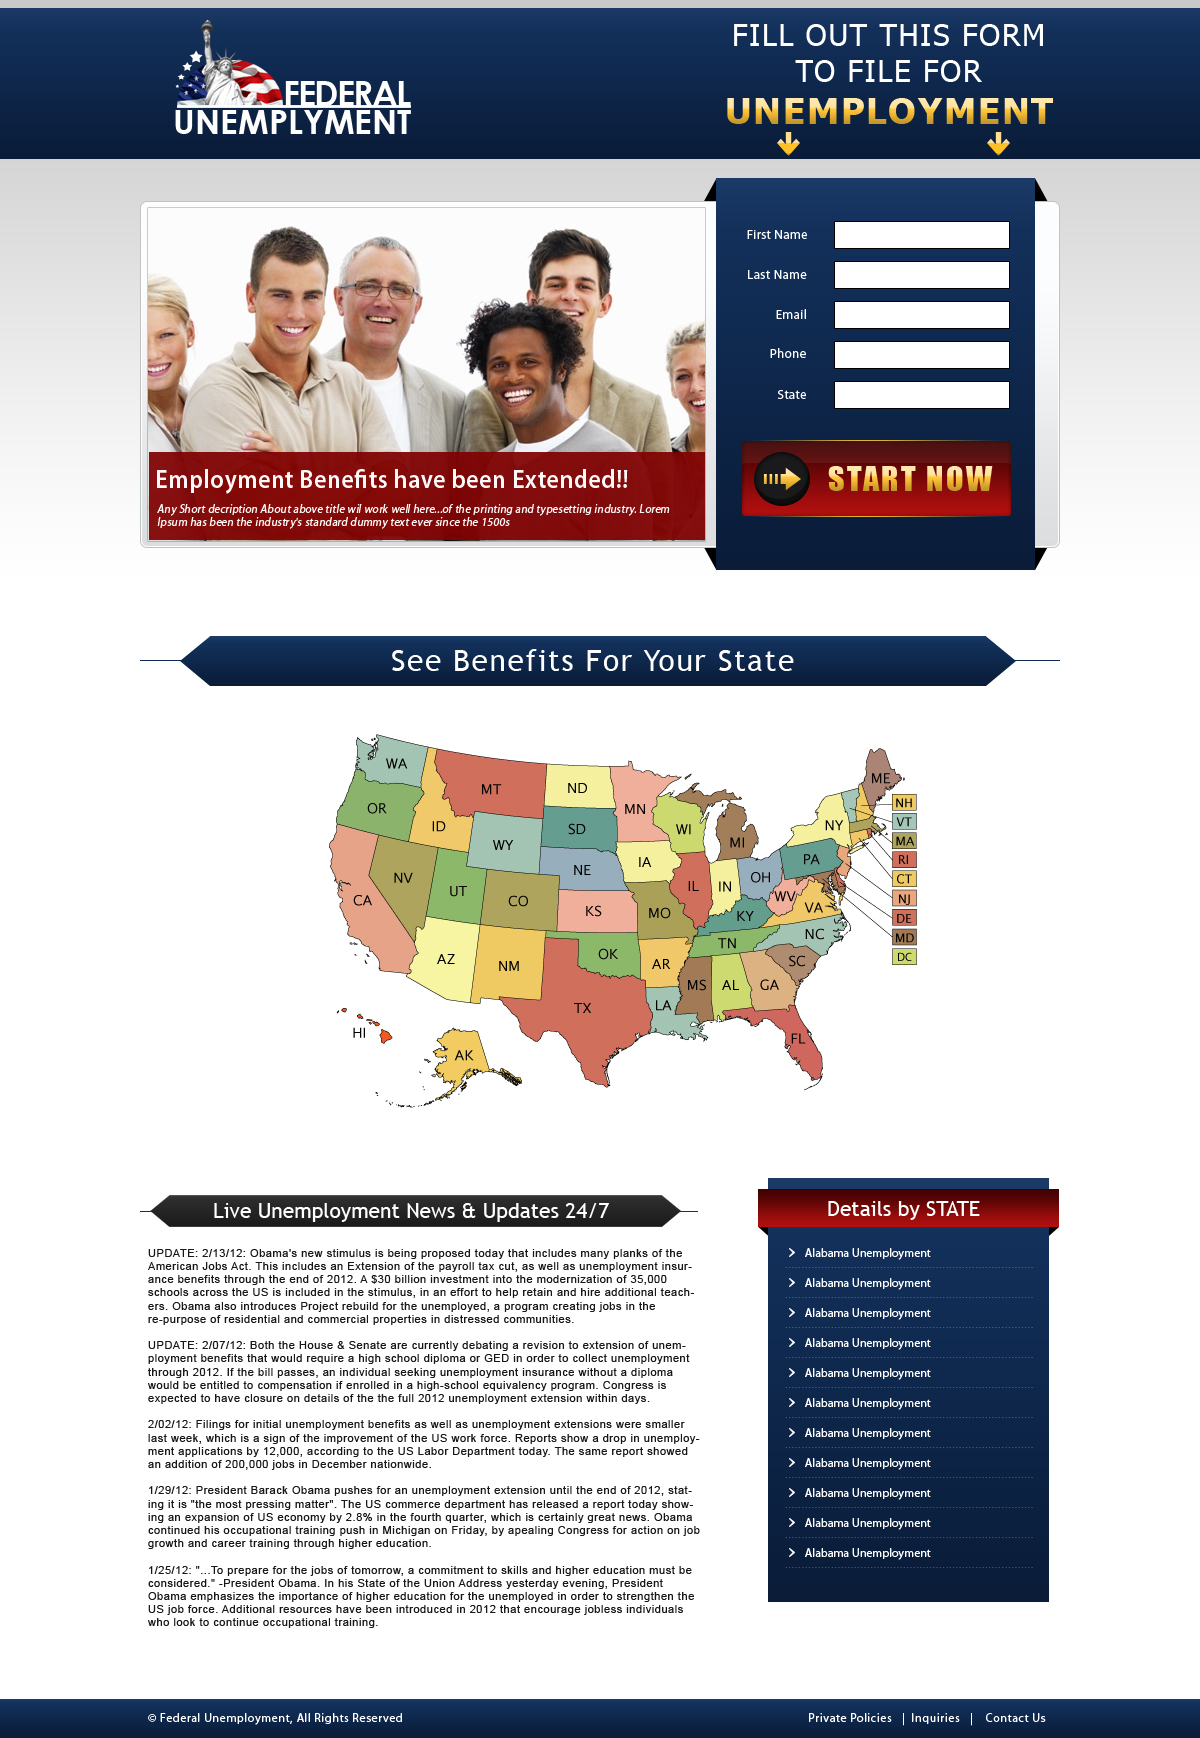 FEDERAL
UNEMPLYMENT
FILL OUT THIS FORM
TO FILE FOR
UNEMPLOYMENT
First Name
Last Name
Email
Phone
State
START NOW
Employment Benefits have been Extended!!
Any Short decription About above title wil work well here...of the printing and typesetting industry. Lorem
Ipsum has been the industry's standard dummy text ever since the 1500s
See Benefits For Your State
WA
OR
ID
MT
ND
MN
WI
MI
NY
ME
NH
VT
MA
RI
CT
NJ
DE
MD
DC
WY
SD
NE
IA
IL
IN
OH
PA
CA
NV
UT
CO
KS
MO
KY
WV
VA
AZ
NM
OK
AR
TN
NC
SC
TX
LA
MS
AL
GA
FL
HI
AK
Live Unemployment News & Updates 24/7
UPDATE: 2/13/12: Obama's new stimulus is being proposed today that includes many planks of the
American Jobs Act. This includes an Extension of the payroll tax cut, as well as unemployment insur-
ance benefits through the end of 2012. A $30 billion investment into the modernization of 35,000
schools across the US is included in the stimulus, in an effort to help retain and hire additional teach-
ers. Obama also introduces Project rebuild for the unemployed, a program creating jobs in the
re-purpose of residential and commercial properties in distressed communities.
UPDATE: 2/07/12: Both the House & Senate are currently debating a revision to extension of unem-
ployment benefits that would require a high school diploma or GED in order to collect unemployment
through 2012. If the bill passes, an individual seeking unemployment insurance without a diploma
would be entitled to compensation if enrolled in a high-school equivalency program. Congress is
expected to have closure on details of the the full 2012 unemployment extension within days.
2/02/12: Filings for initial unemployment benefits as well as unemployment extensions were smaller
last week, which is a sign of the improvement of the US work force. Reports show a drop in unemploy-
ment applications by 12,000, according to the US Labor Department today. The same report showed
an addition of 200,000 jobs in December nationwide.
1/29/12: President Barack Obama pushes for an unemployment extension until the end of 2012, stat-
ing it is "the most pressing matter". The US commerce department has released a report today show-
ing an expansion of US economy by 2.8% in the fourth quarter, which is certainly great news. Obama
continued his occupational training push in Michigan on Friday, by apealing Congress for action on job
growth and career training through higher education.
1/25/12: "...To prepare for the jobs of tomorrow, a commitment to skills and higher education must be
considered." -President Obama. In his State of the Union Address yesterday evening, President
Obama emphasizes the importance of higher education for the unemployed in order to strengthen the
US job force. Additional resources have been introduced in 2012 that encourage jobless individuals
who look to continue occupational training.
Details by STATE
Alabama Unemployment
Alabama Unemployment
Alabama Unemployment
Alabama Unemployment
Alabama Unemployment
Alabama Unemployment
Alabama Unemployment
Alabama Unemployment
Alabama Unemployment
Alabama Unemployment
Alabama Unemployment
© Federal Unemployment, All Rights Reserved
Private Policies | Inquiries | Contact Us